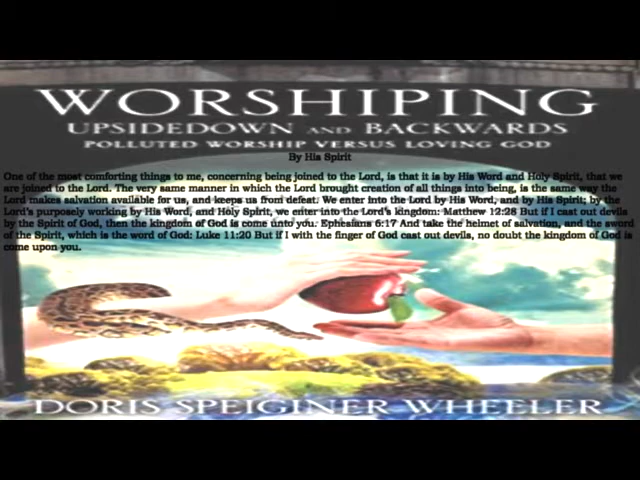 WORSHIPING
UPSIDEDOWN AND BACKWARDS
POLLUTED WORSHIP VERSUS LOVING GOD
By His Spirit
One of the most comforting things to me, concerning being joined to the Lord, is that it is by His Word and Holy Spirit, that we
are joined to the Lord. The very same manner in which the Lord brought creation of all things into being, is the same way the
Lord makes salvation available for us, and keeps us from defeat. We enter into the Lord by His Word, and by His Spirit; by the
Lord's purposely working by His Word, and Holy Spirit, we enter into the Lord's kingdom: Matthew 12:28 But if I cast out devils
by the Spirit of God, then the kingdom of God is come unto you. Ephesians 6:17 And take the helmet of salvation, and the sword
of the Spirit, which is the word of God: Luke 11:20 But if I with the finger of God cast out devils, no doubt the kingdom of God is
come upon you.
DORIS SPEIGINER WHEELER